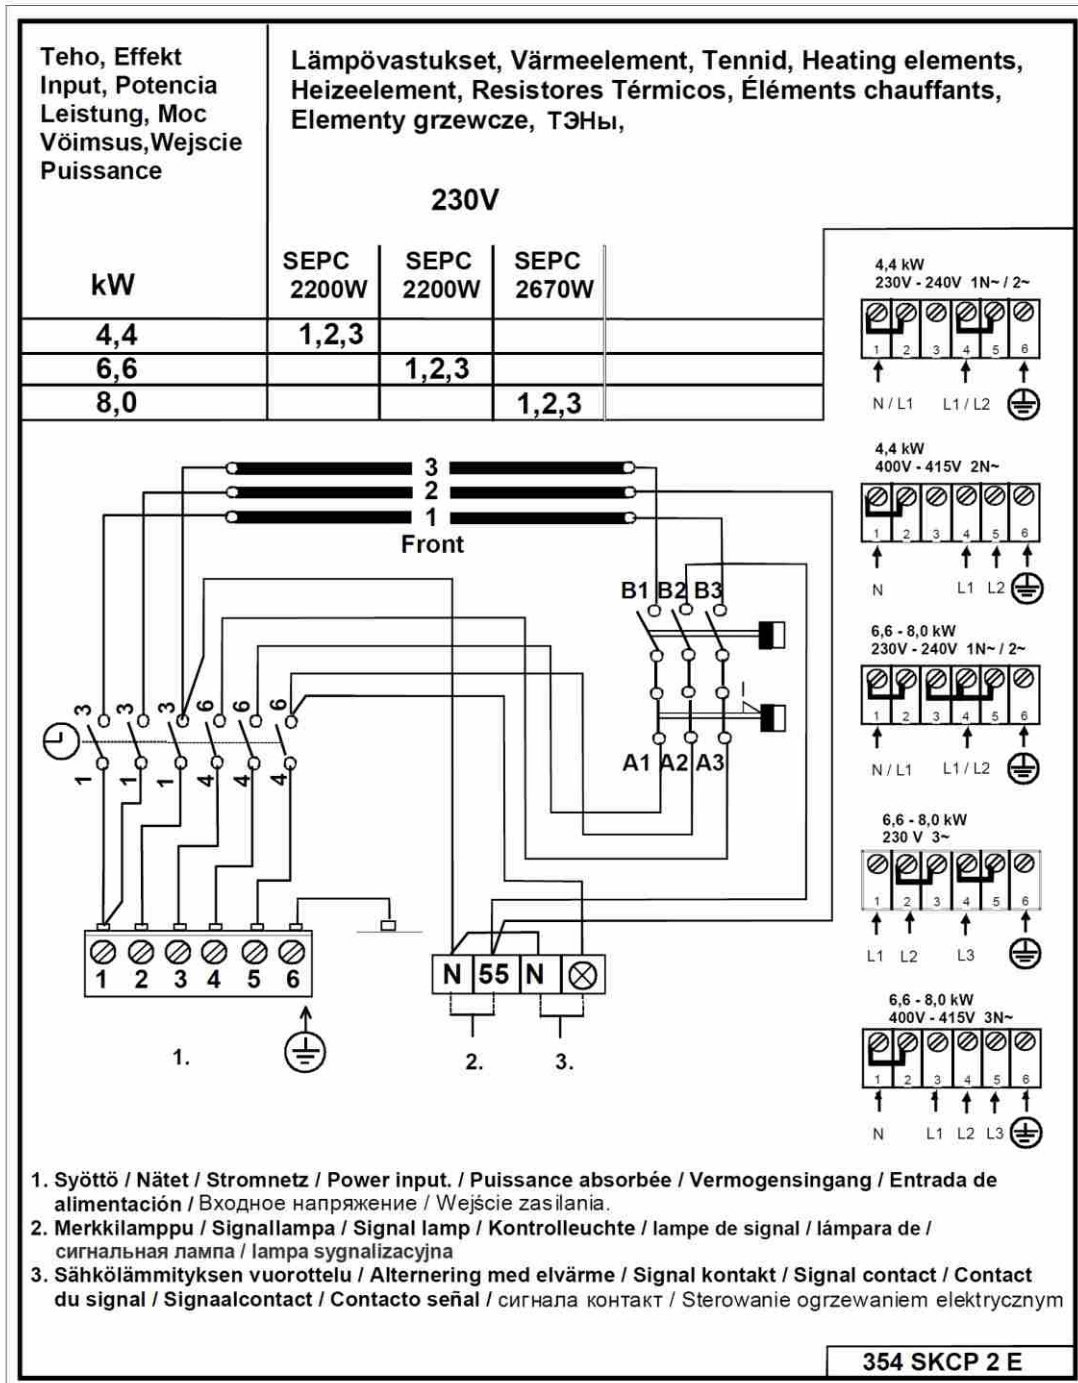 Teho, Effekt
Input, Potencia
Leistung, Moc
Vöimsus,Wejscie
Puissance
Lämpövastukset, Värmeelement, Tennid, Heating elements,
Heizeelement, Resistores Térmicos, Éléments chauffants,
Elementy grzewcze, ТЭНы,
230V
kW
SEPC 2200W
SEPC 2200W
SEPC 2670W
4,4 1,2,3
6,6 1,2,3
8,0 1,2,3
4,4 kW
230V - 240V 1N~ / 2~
1 2 3 4 5 6
N / L1 L1 / L2
4,4 kW
400V - 415V 2N~
1 2 3 4 5 6
N L1 L2
6,6 - 8,0 kW
230V - 240V 1N~ / 2~
1 2 3 4 5 6
N / L1 L1 / L2
6,6 - 8,0 kW
230 V 3~
1 2 3 4 5 6
L1 L2 L3
6,6 - 8,0 kW
400V - 415V 3N~
1 2 3 4 5 6
N L1 L2 L3
3
2
1
Front
B1 B2 B3
A1 A2 A3
3 3 3 6 6 6
1 1 1 4 4 4
1 2 3 4 5 6
N 55 N
1.
2.
3.
1. Syöttö / Nätet / Stromnetz / Power input. / Puissance absorbée / Vermogensingang / Entrada de
alimentación / Входное напряжение / Wejście zasilania.
2. Merkkilamppu / Signallampa / Signal lamp / Kontrolleuchte / lampe de signal / lámpara de /
сигнальная лампа / lampa sygnalizacyjna
3. Sähkölämmityksen vuorottelu / Alternering med elvärme / Signal kontakt / Signal contact / Contact
du signal / Signaalcontact / Contacto señal / сигнала контакт / Sterowanie ogrzewaniem elektrycznym
354 SKCP 2 E